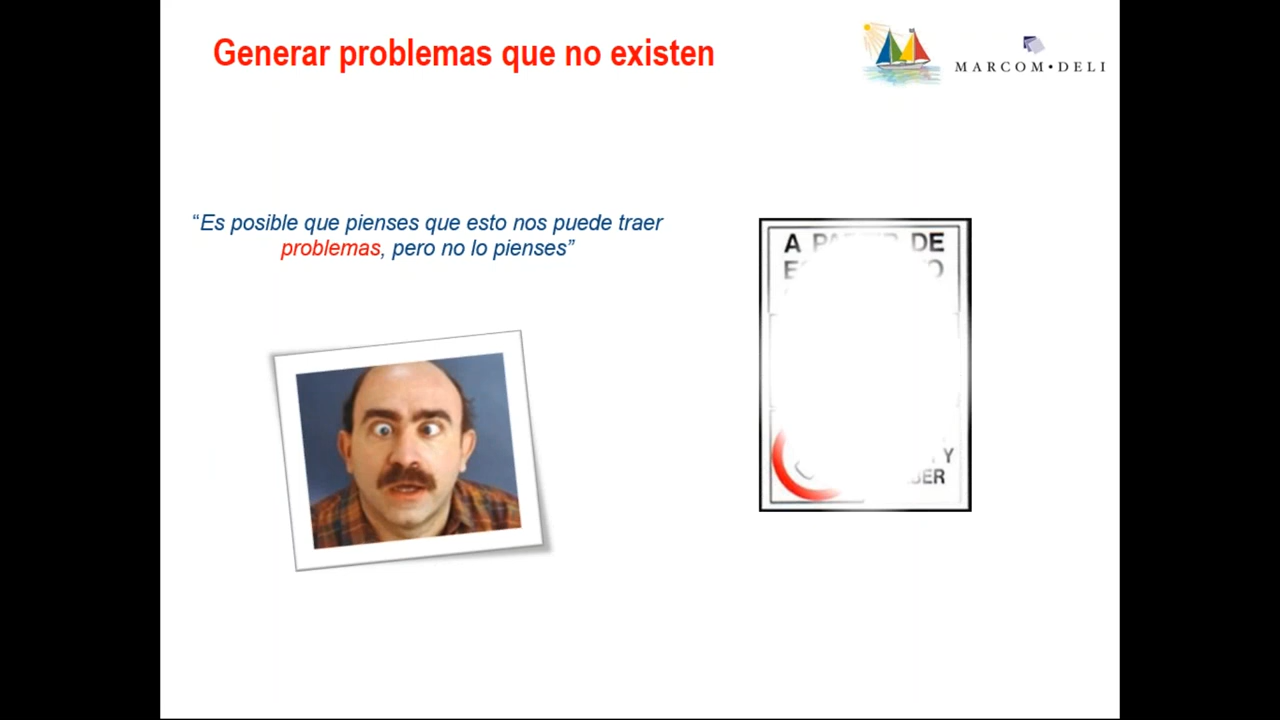 Generar problemas que no existen
MARCOM•DELI
“Es posible que pienses que esto nos puede traer
problemas, pero no lo pienses”
A DE
Y